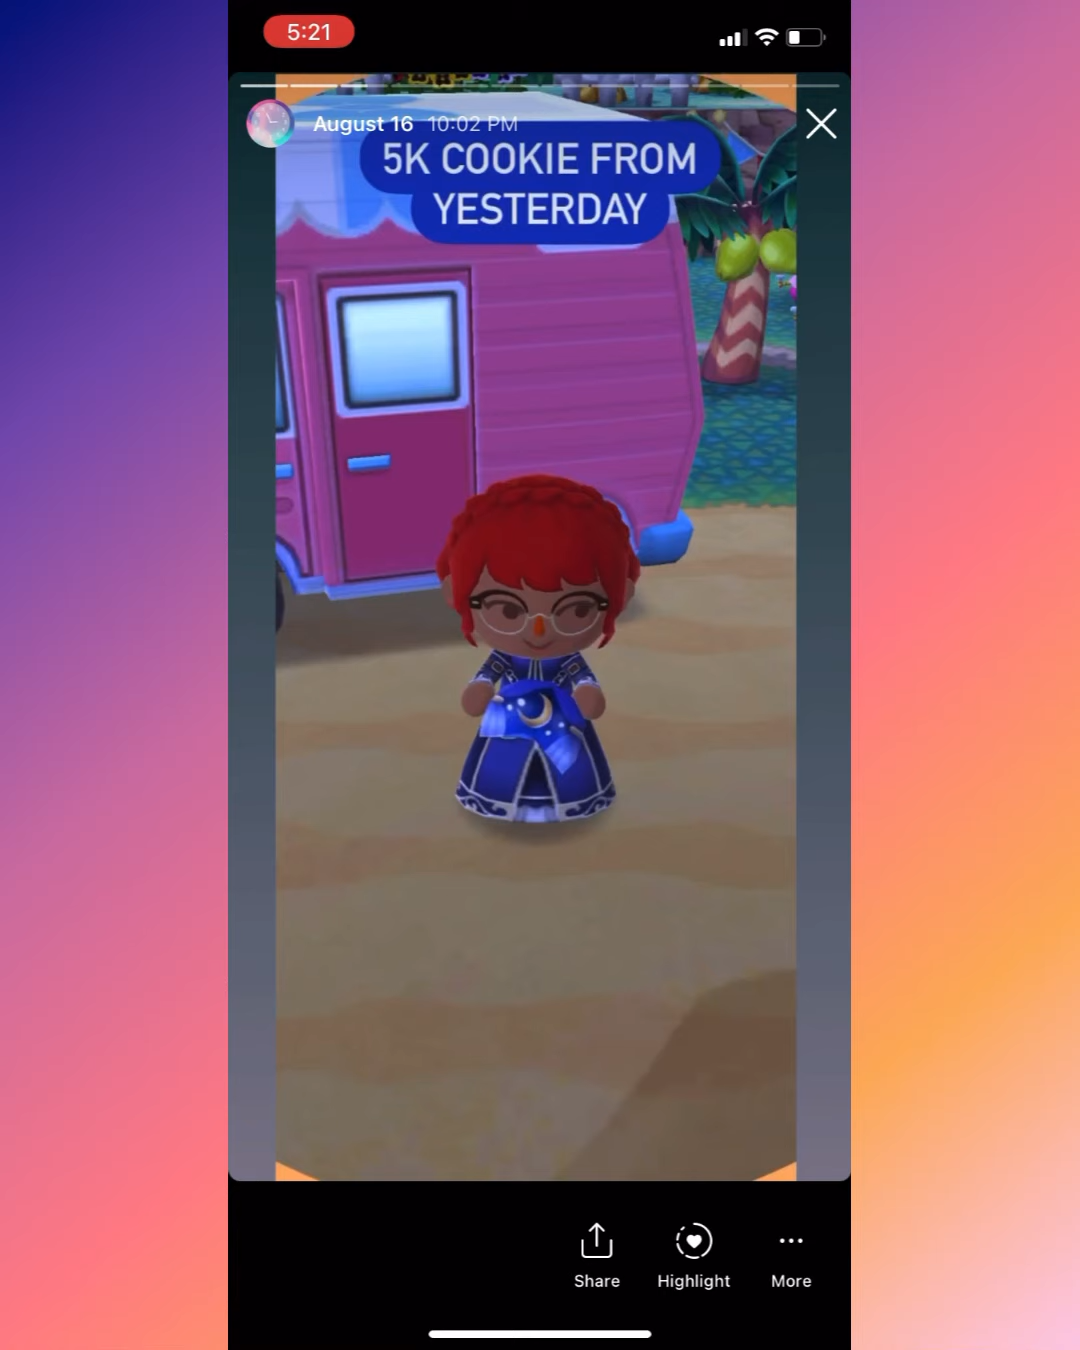 5:21
August 16 10:02 PM
5K COOKIE FROM
YESTERDAY
Share Highlight More